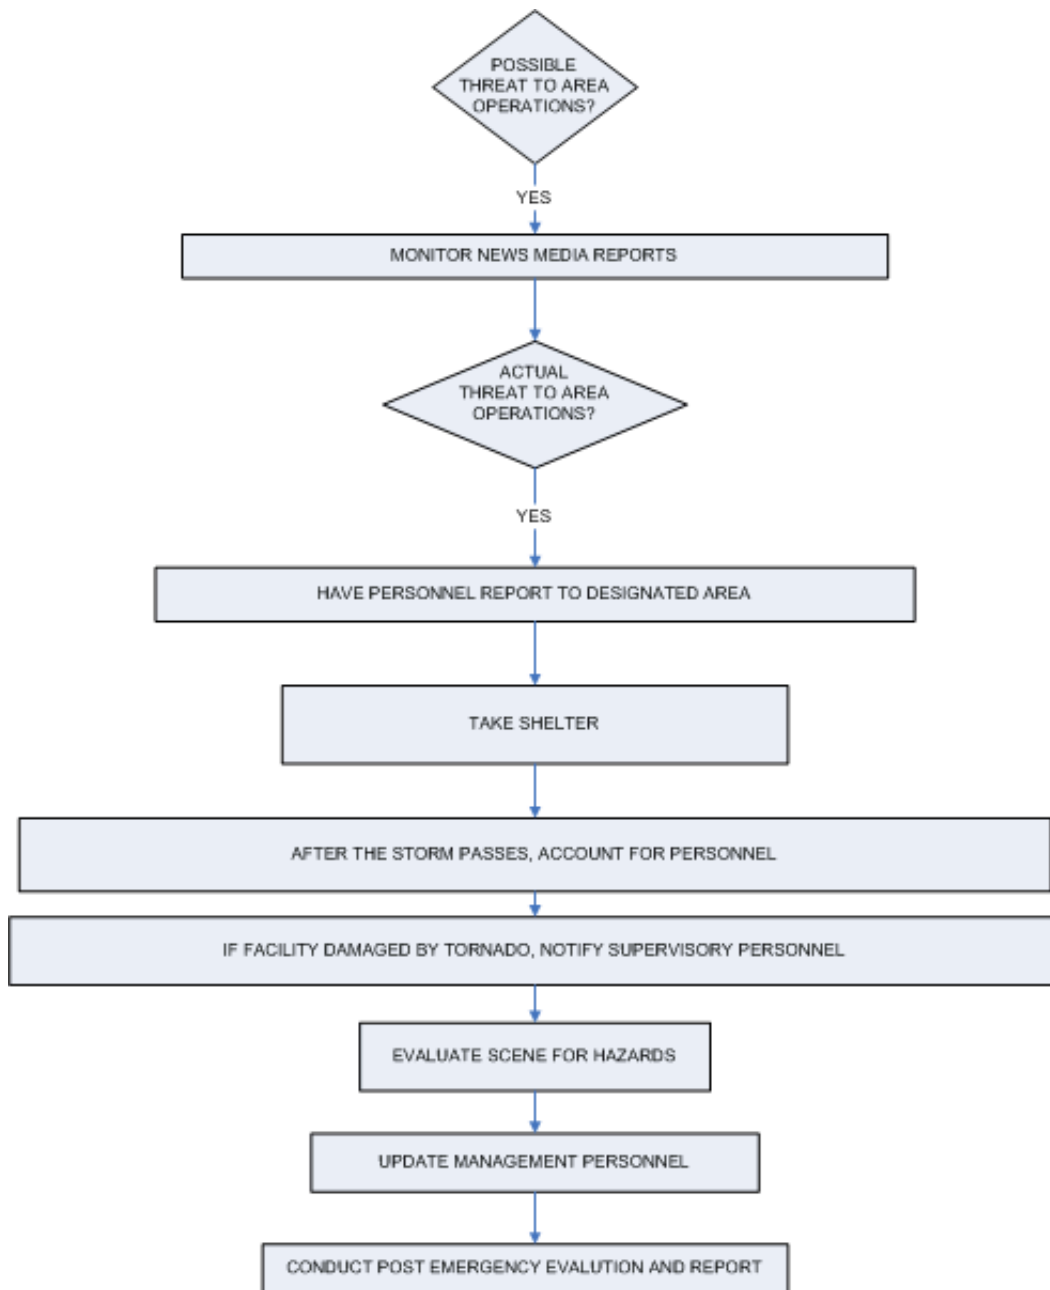 POSSIBLE
THREAT TO AREA
OPERATIONS?
YES
MONITOR NEWS MEDIA REPORTS
ACTUAL
THREAT TO AREA
OPERATIONS?
YES
HAVE PERSONNEL REPORT TO DESIGNATED AREA
TAKE SHELTER
AFTER THE STORM PASSES, ACCOUNT FOR PERSONNEL
IF FACILITY DAMAGED BY TORNADO, NOTIFY SUPERVISORY PERSONNEL
EVALUATE SCENE FOR HAZARDS
UPDATE MANAGEMENT PERSONNEL
CONDUCT POST EMERGENCY EVALUTION AND REPORT